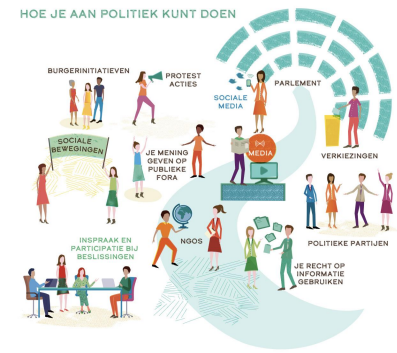 HOE JE AAN POLITIEK KUNT DOEN
BURGERINITIATIEVEN
PROTEST
ACTIES
SOCIALE
MEDIA
PARLEMENT
VERKIEZINGEN
SOCIALE
BEWEGINGEN
JE MENING
GEVEN OP
PUBLIEKE
FORA
MEDIA
NGOS
POLITIEKE PARTIJEN
INSPRAAK EN
PARTICIPATIE BIJ
BESLISSINGEN
JE RECHT OP
INFORMATIE
GEBRUIKEN